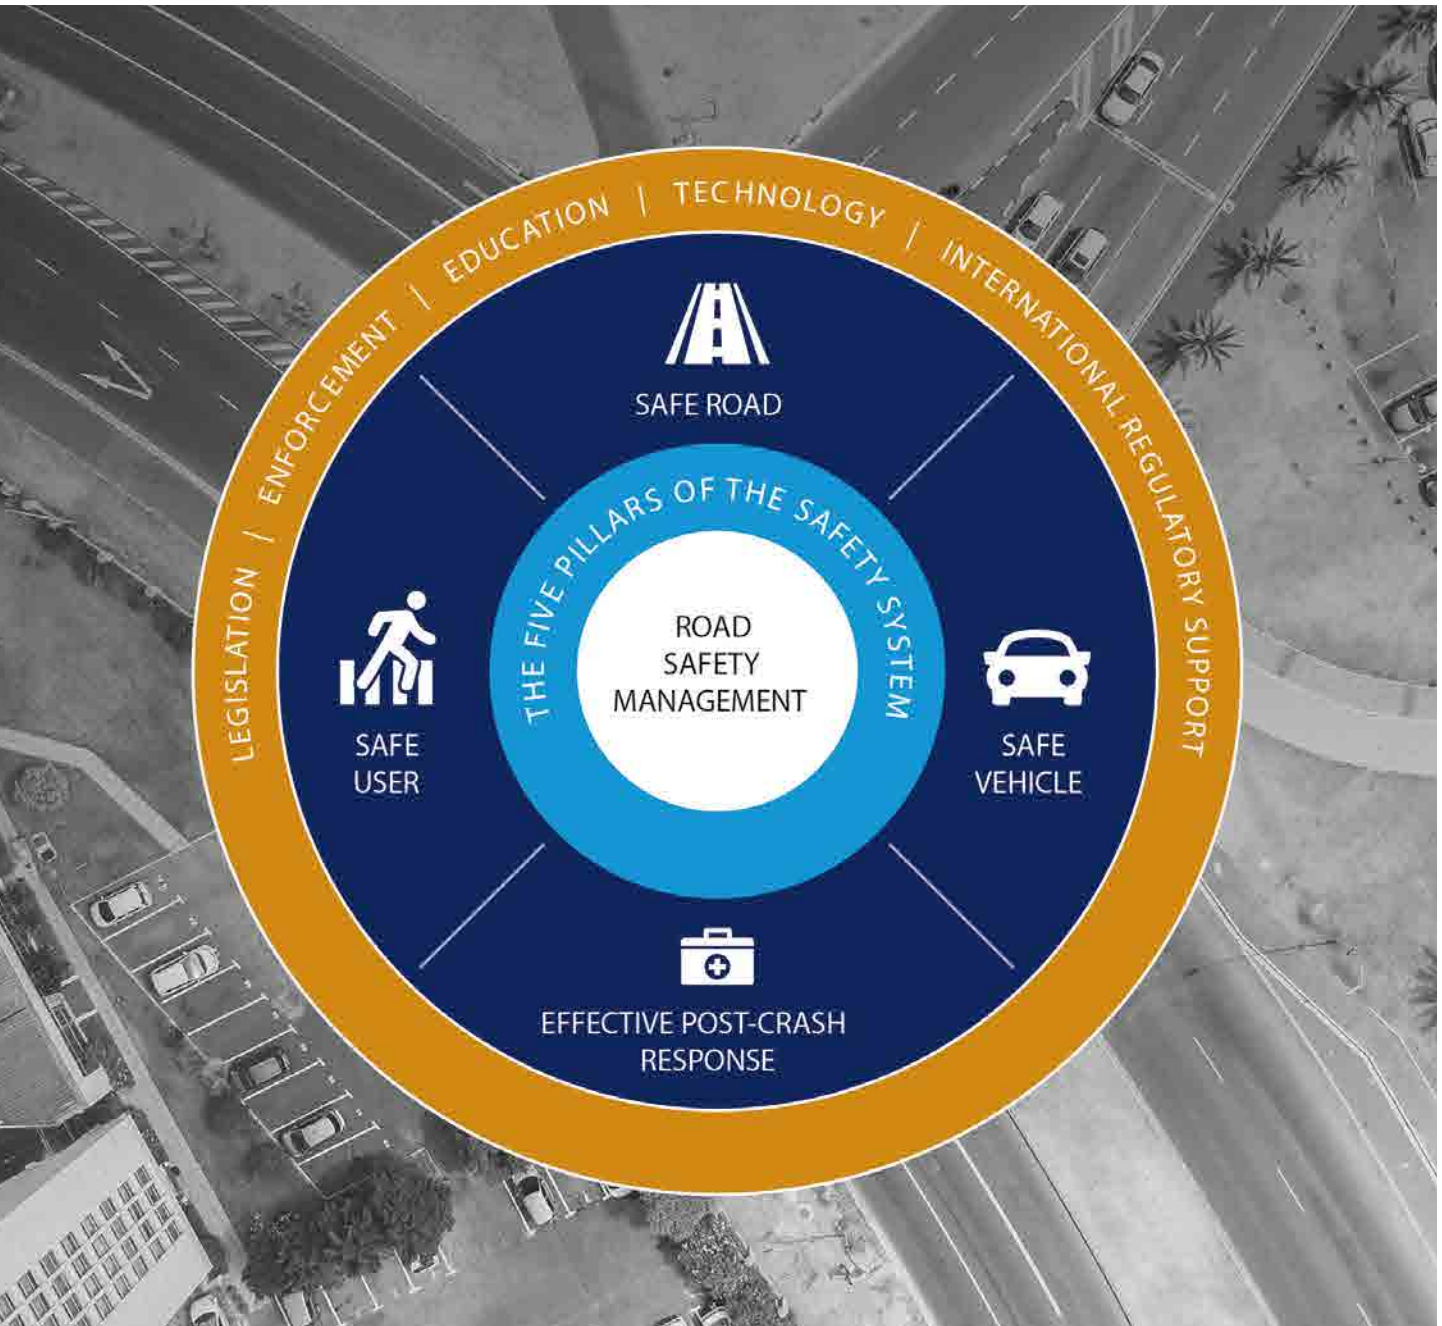 LEGISLATION | ENFORCEMENT | EDUCATION | TECHNOLOGY | INTERNATIONAL REGULATORY SUPPORT
SAFE ROAD
THE FIVE PILLARS OF THE SAFETY SYSTEM
ROAD
SAFETY
MANAGEMENT
SAFE
USER
SAFE
VEHICLE
EFFECTIVE POST-CRASH
RESPONSE